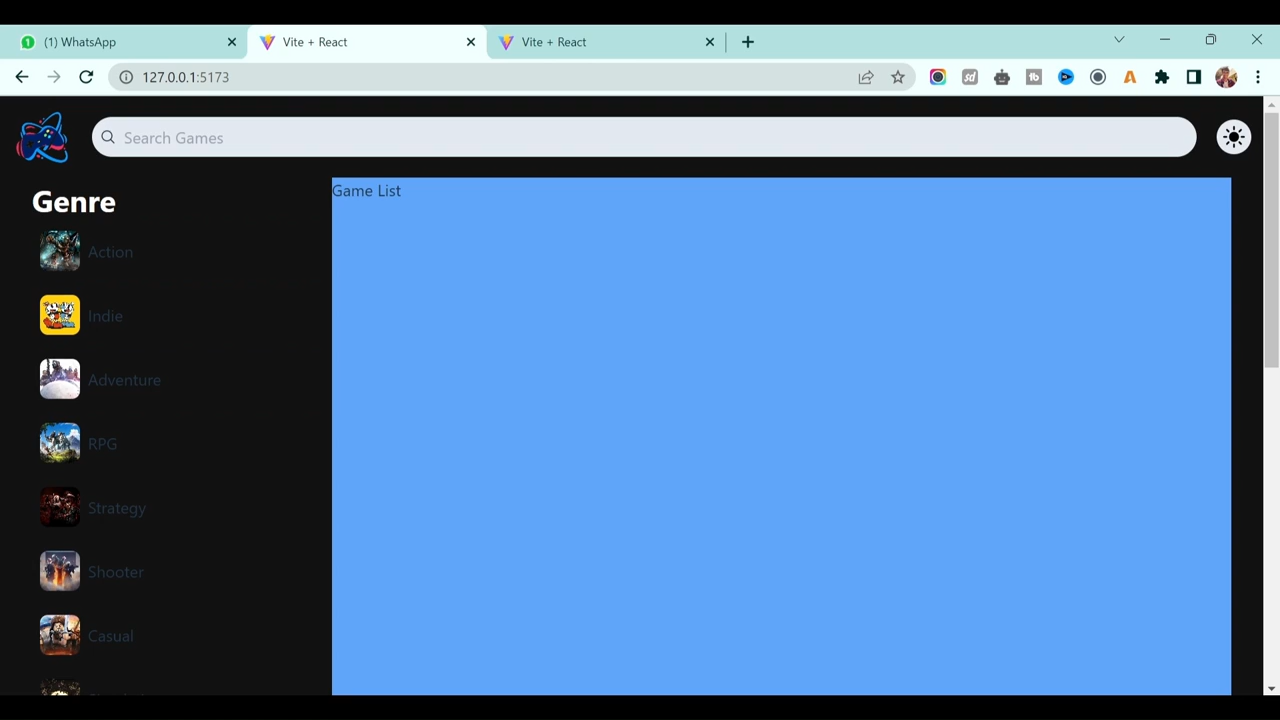 (1) WhatsApp
Vite + React
Vite + React
127.0.0.1:5173
Search Games
Genre
Game List
Action
Indie
Adventure
RPG
Strategy
Shooter
Casual